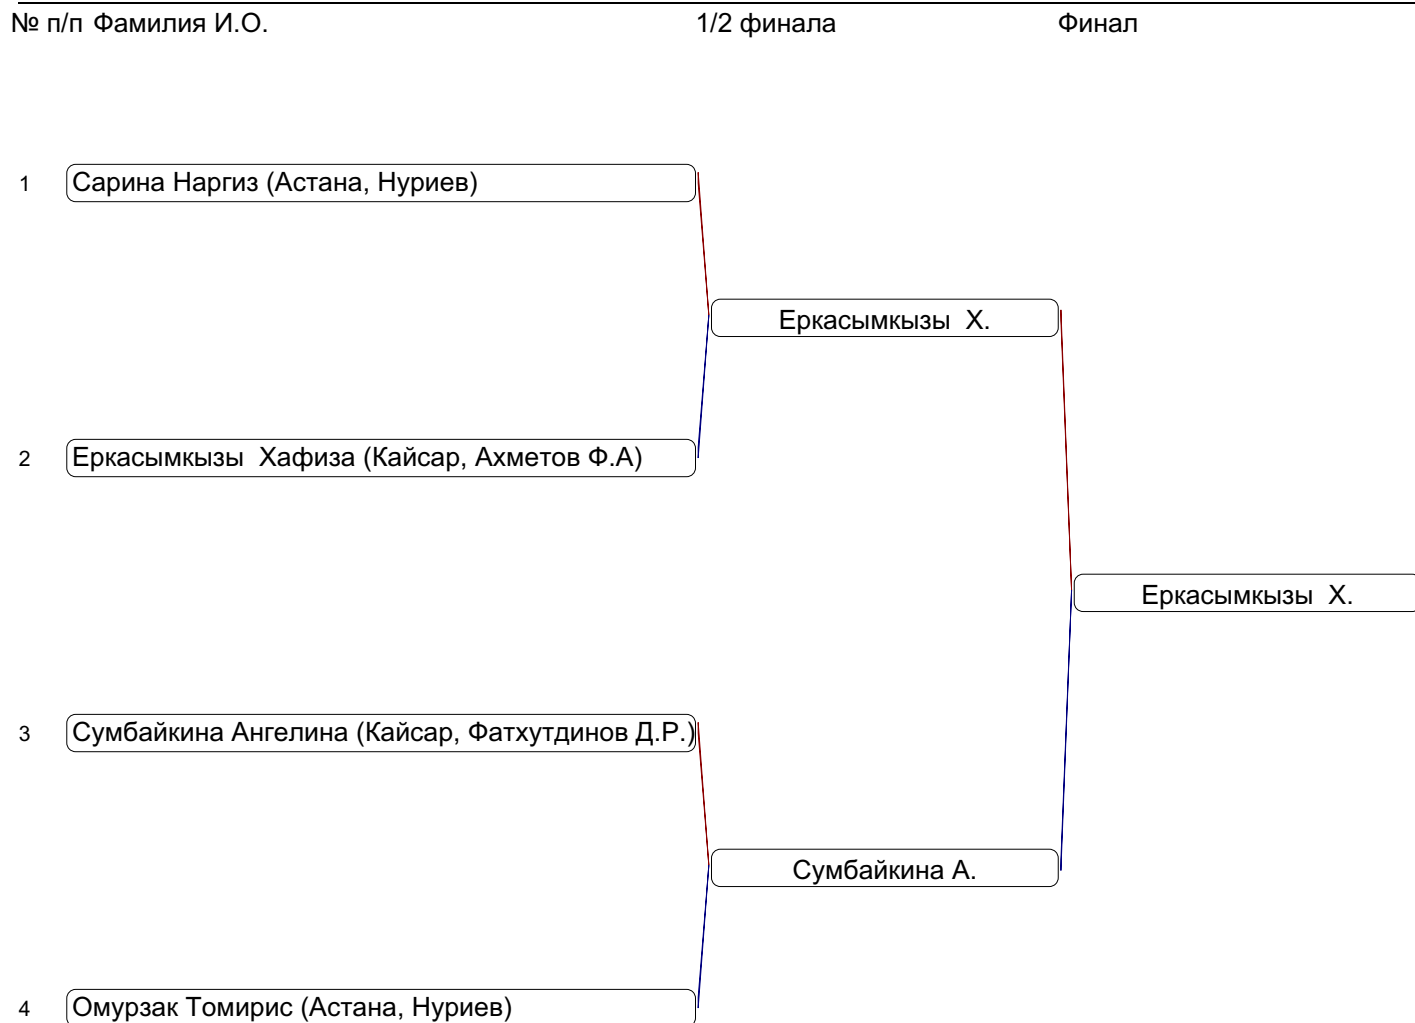 № п/п Фамилия И.О. 1/2 финала Финал
1 Сарина Наргиз (Астана, Нуриев)
Еркасымкызы Х.
2 Еркасымкызы Хафиза (Кайсар, Ахметов Ф.А)
Еркасымкызы Х.
3 Сумбайкина Ангелина (Кайсар, Фатхутдинов Д.Р.)
Сумбайкина А.
4 Омурзак Томирис (Астана, Нуриев)